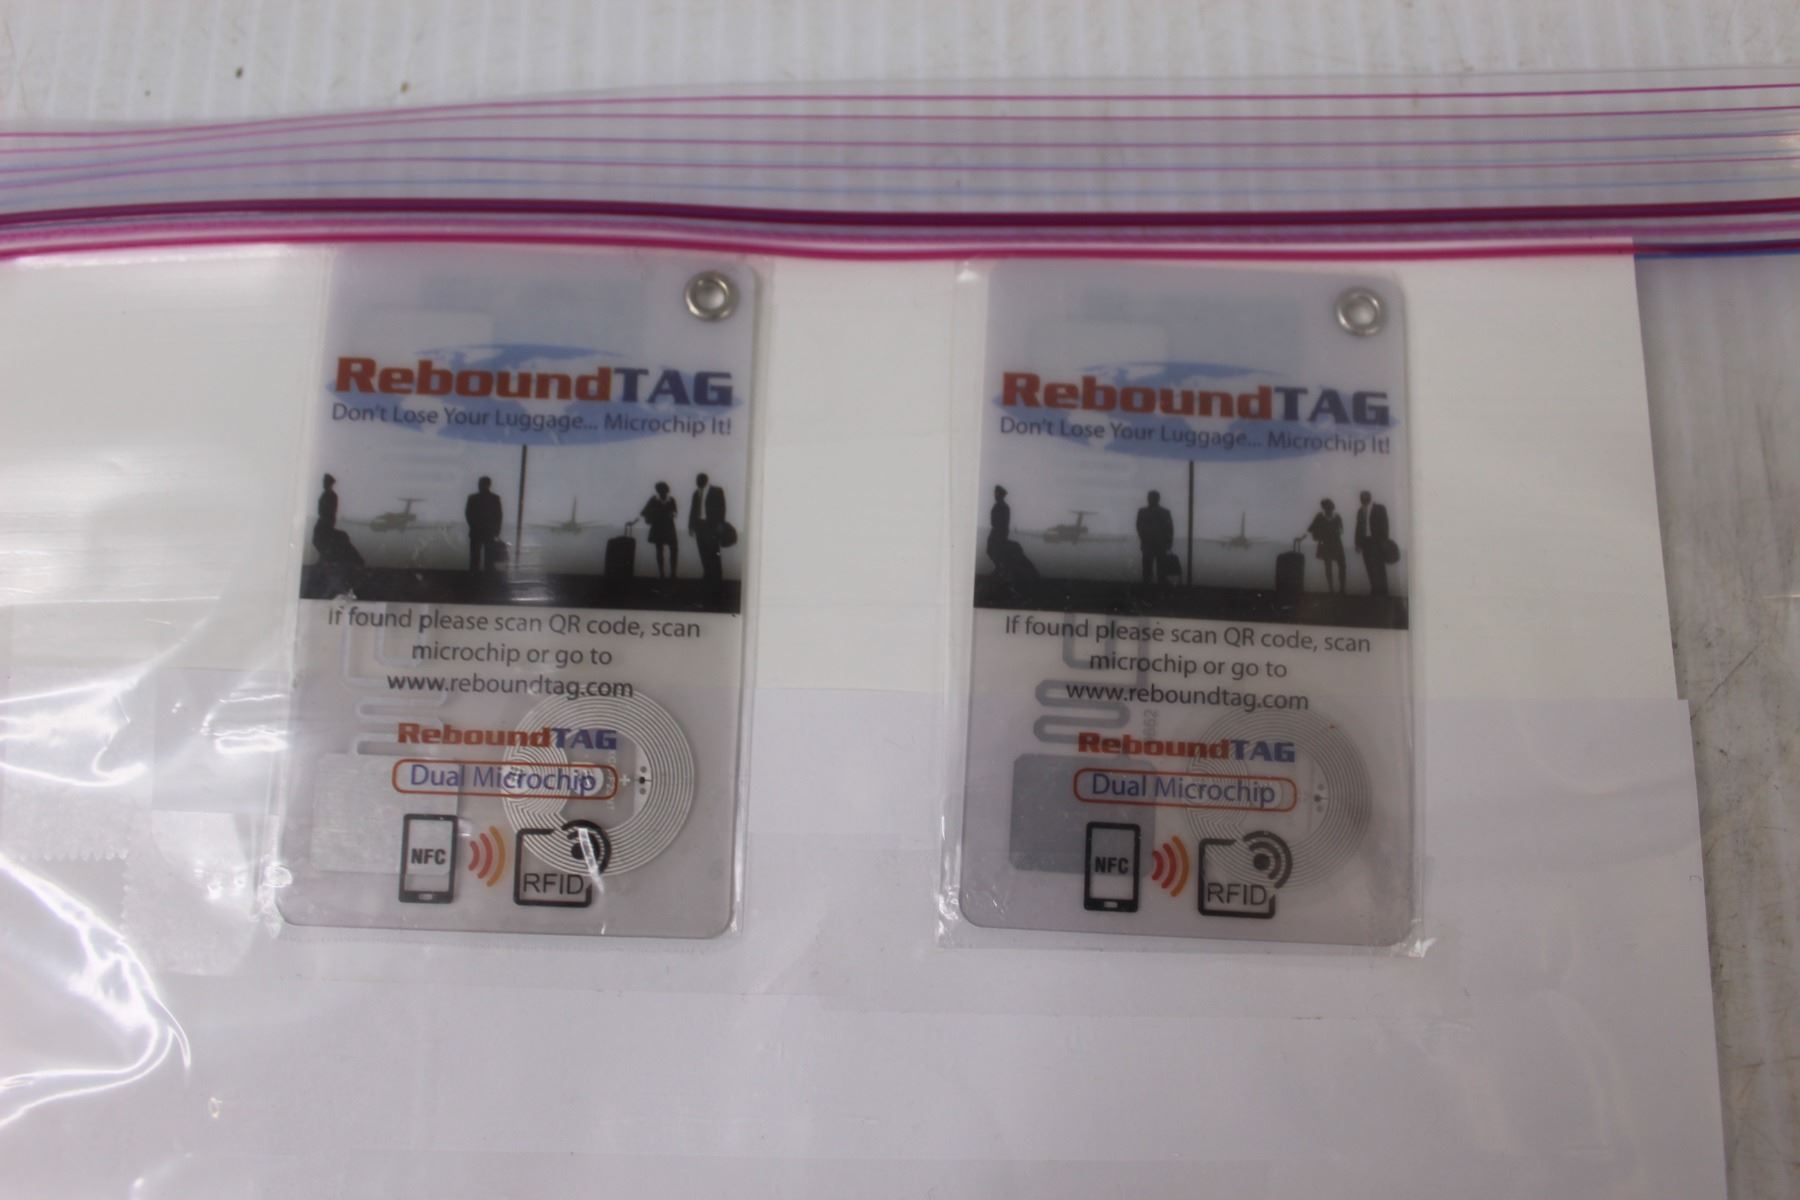 ReboundTAG
Don't Lose Your Luggage... Microchip It!
If found please scan QR code, scan
microchip or go to
www.reboundtag.com
ReboundTAG
Dual Microchip
NFC
RFID
ReboundTAG
Don't Lose Your Luggage... Microchip It!
If found please scan QR code, scan
microchip or go to
www.reboundtag.com
ReboundTAG
Dual Microchip
NFC
RFID